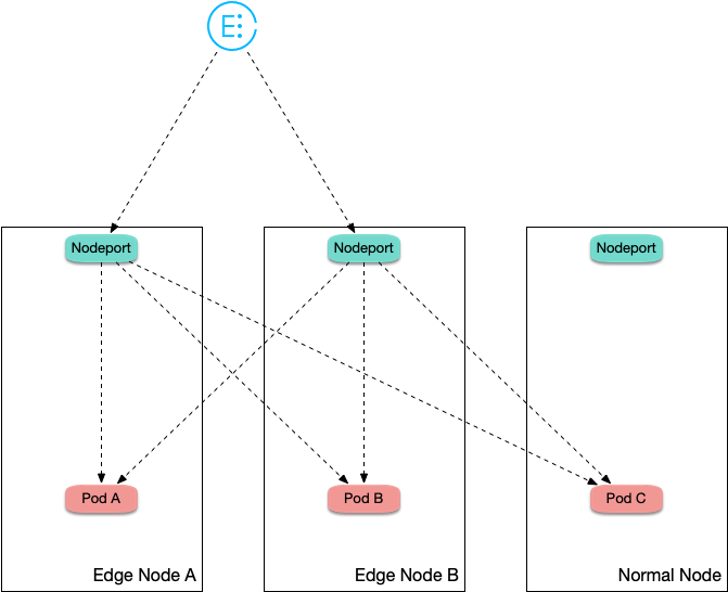 E
Nodeport
Nodeport
Nodeport
Pod A
Pod B
Pod C
Edge Node A
Edge Node B
Normal Node